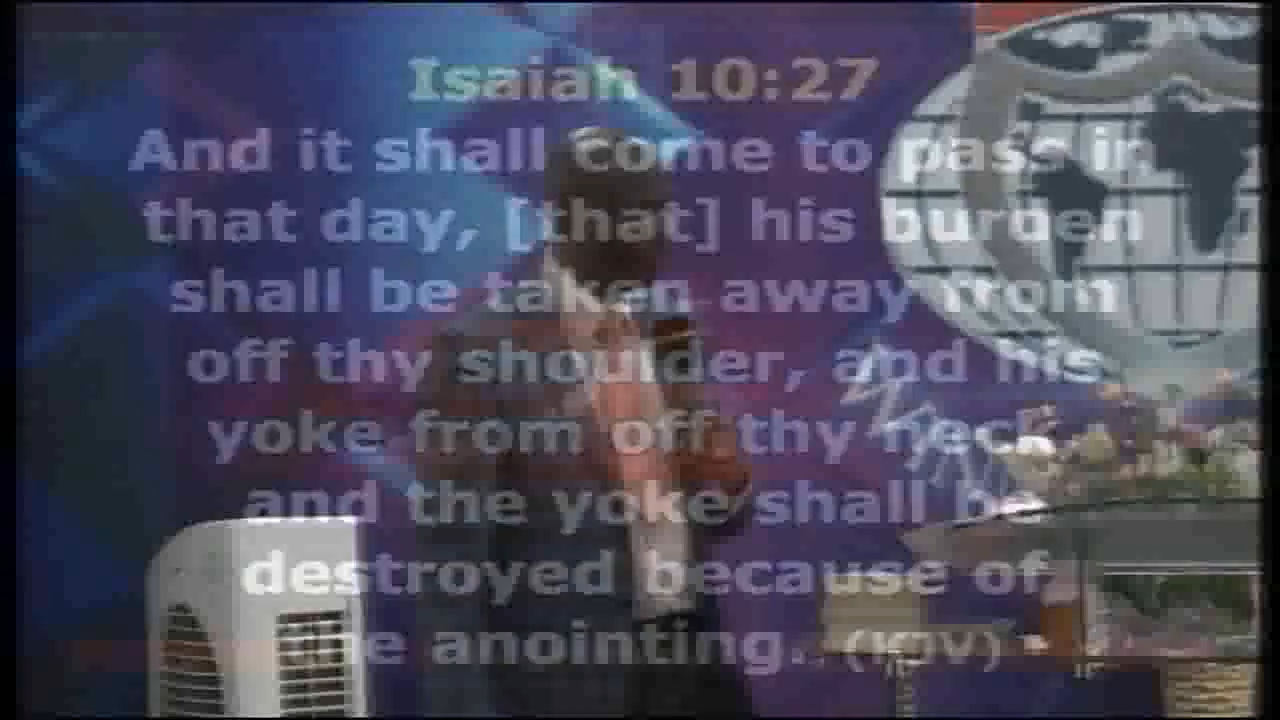 Isaiah 10:27
And it shall come to pass in
that day, [that] his burden
shall be taken away from
off thy shoulder, and his
yoke from off thy neck
and the yoke shall be
destroyed because of
the anointing. (KJV)